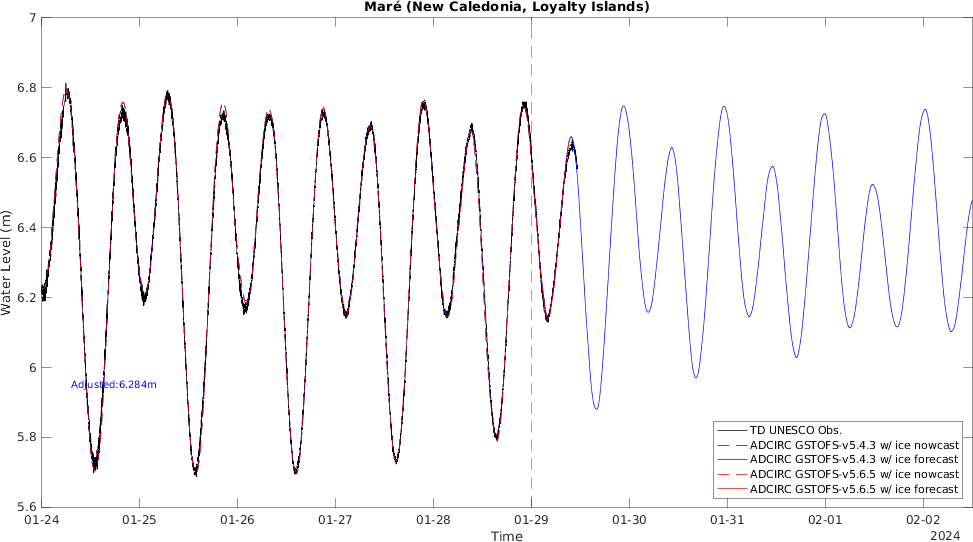 Maré (New Caledonia, Loyalty Islands)
7
6.8
6.6
6.4
6.2
6
5.8
5.6
Water Level (m)
Adjusted:6.284m
TD UNESCO Obs.
ADCIRC GSTOFS-v5.4.3 w/ ice nowcast
ADCIRC GSTOFS-v5.4.3 w/ ice forecast
ADCIRC GSTOFS-v5.6.5 w/ ice nowcast
ADCIRC GSTOFS-v5.6.5 w/ ice forecast
01-24 01-25 01-26 01-27 01-28 01-29 01-30 01-31 02-01 02-02
Time
2024